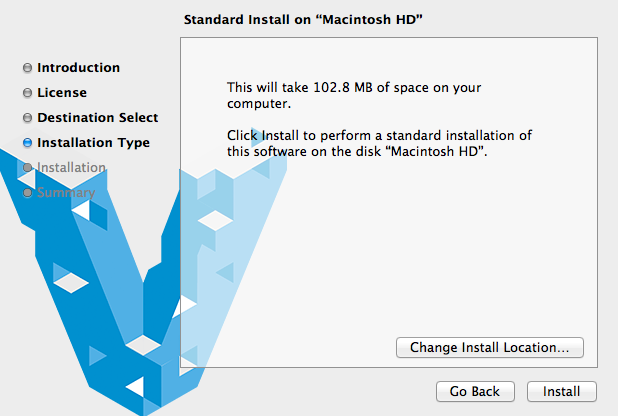 Standard Install on “Macintosh HD”
Introduction
License
Destination Select
Installation Type
Installation
Summary
This will take 102.8 MB of space on your
computer.
Click Install to perform a standard installation of
this software on the disk “Macintosh HD”.
Change Install Location...
Go Back
Install